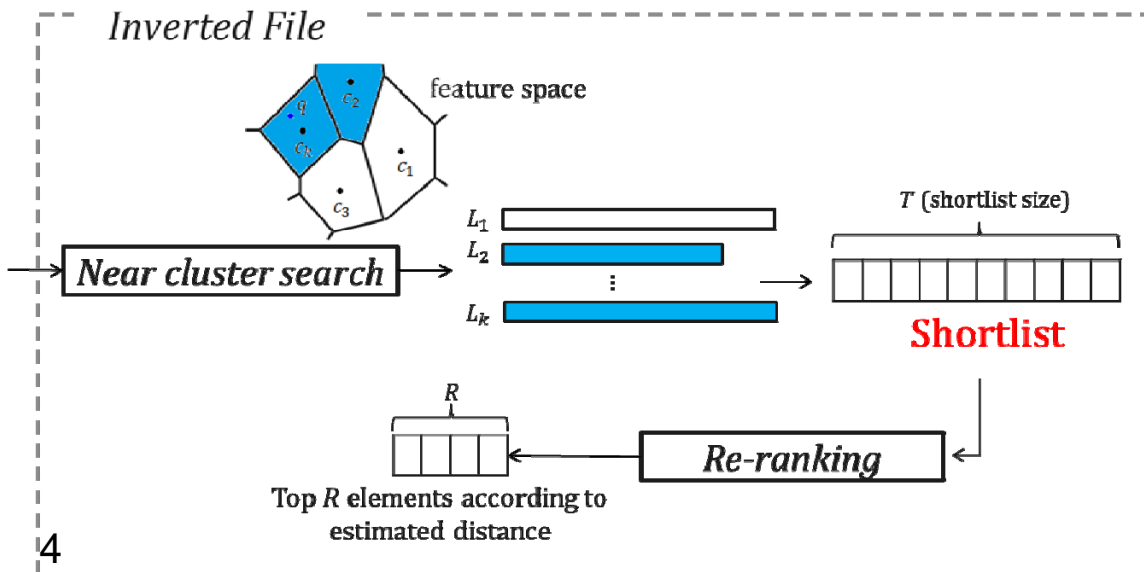 Inverted File
feature space
c2
q
ck
c1
c3
T (shortlist size)
L1
L2
⋮
Lk
Near cluster search
Shortlist
R
Re-ranking
Top R elements according to
estimated distance
4